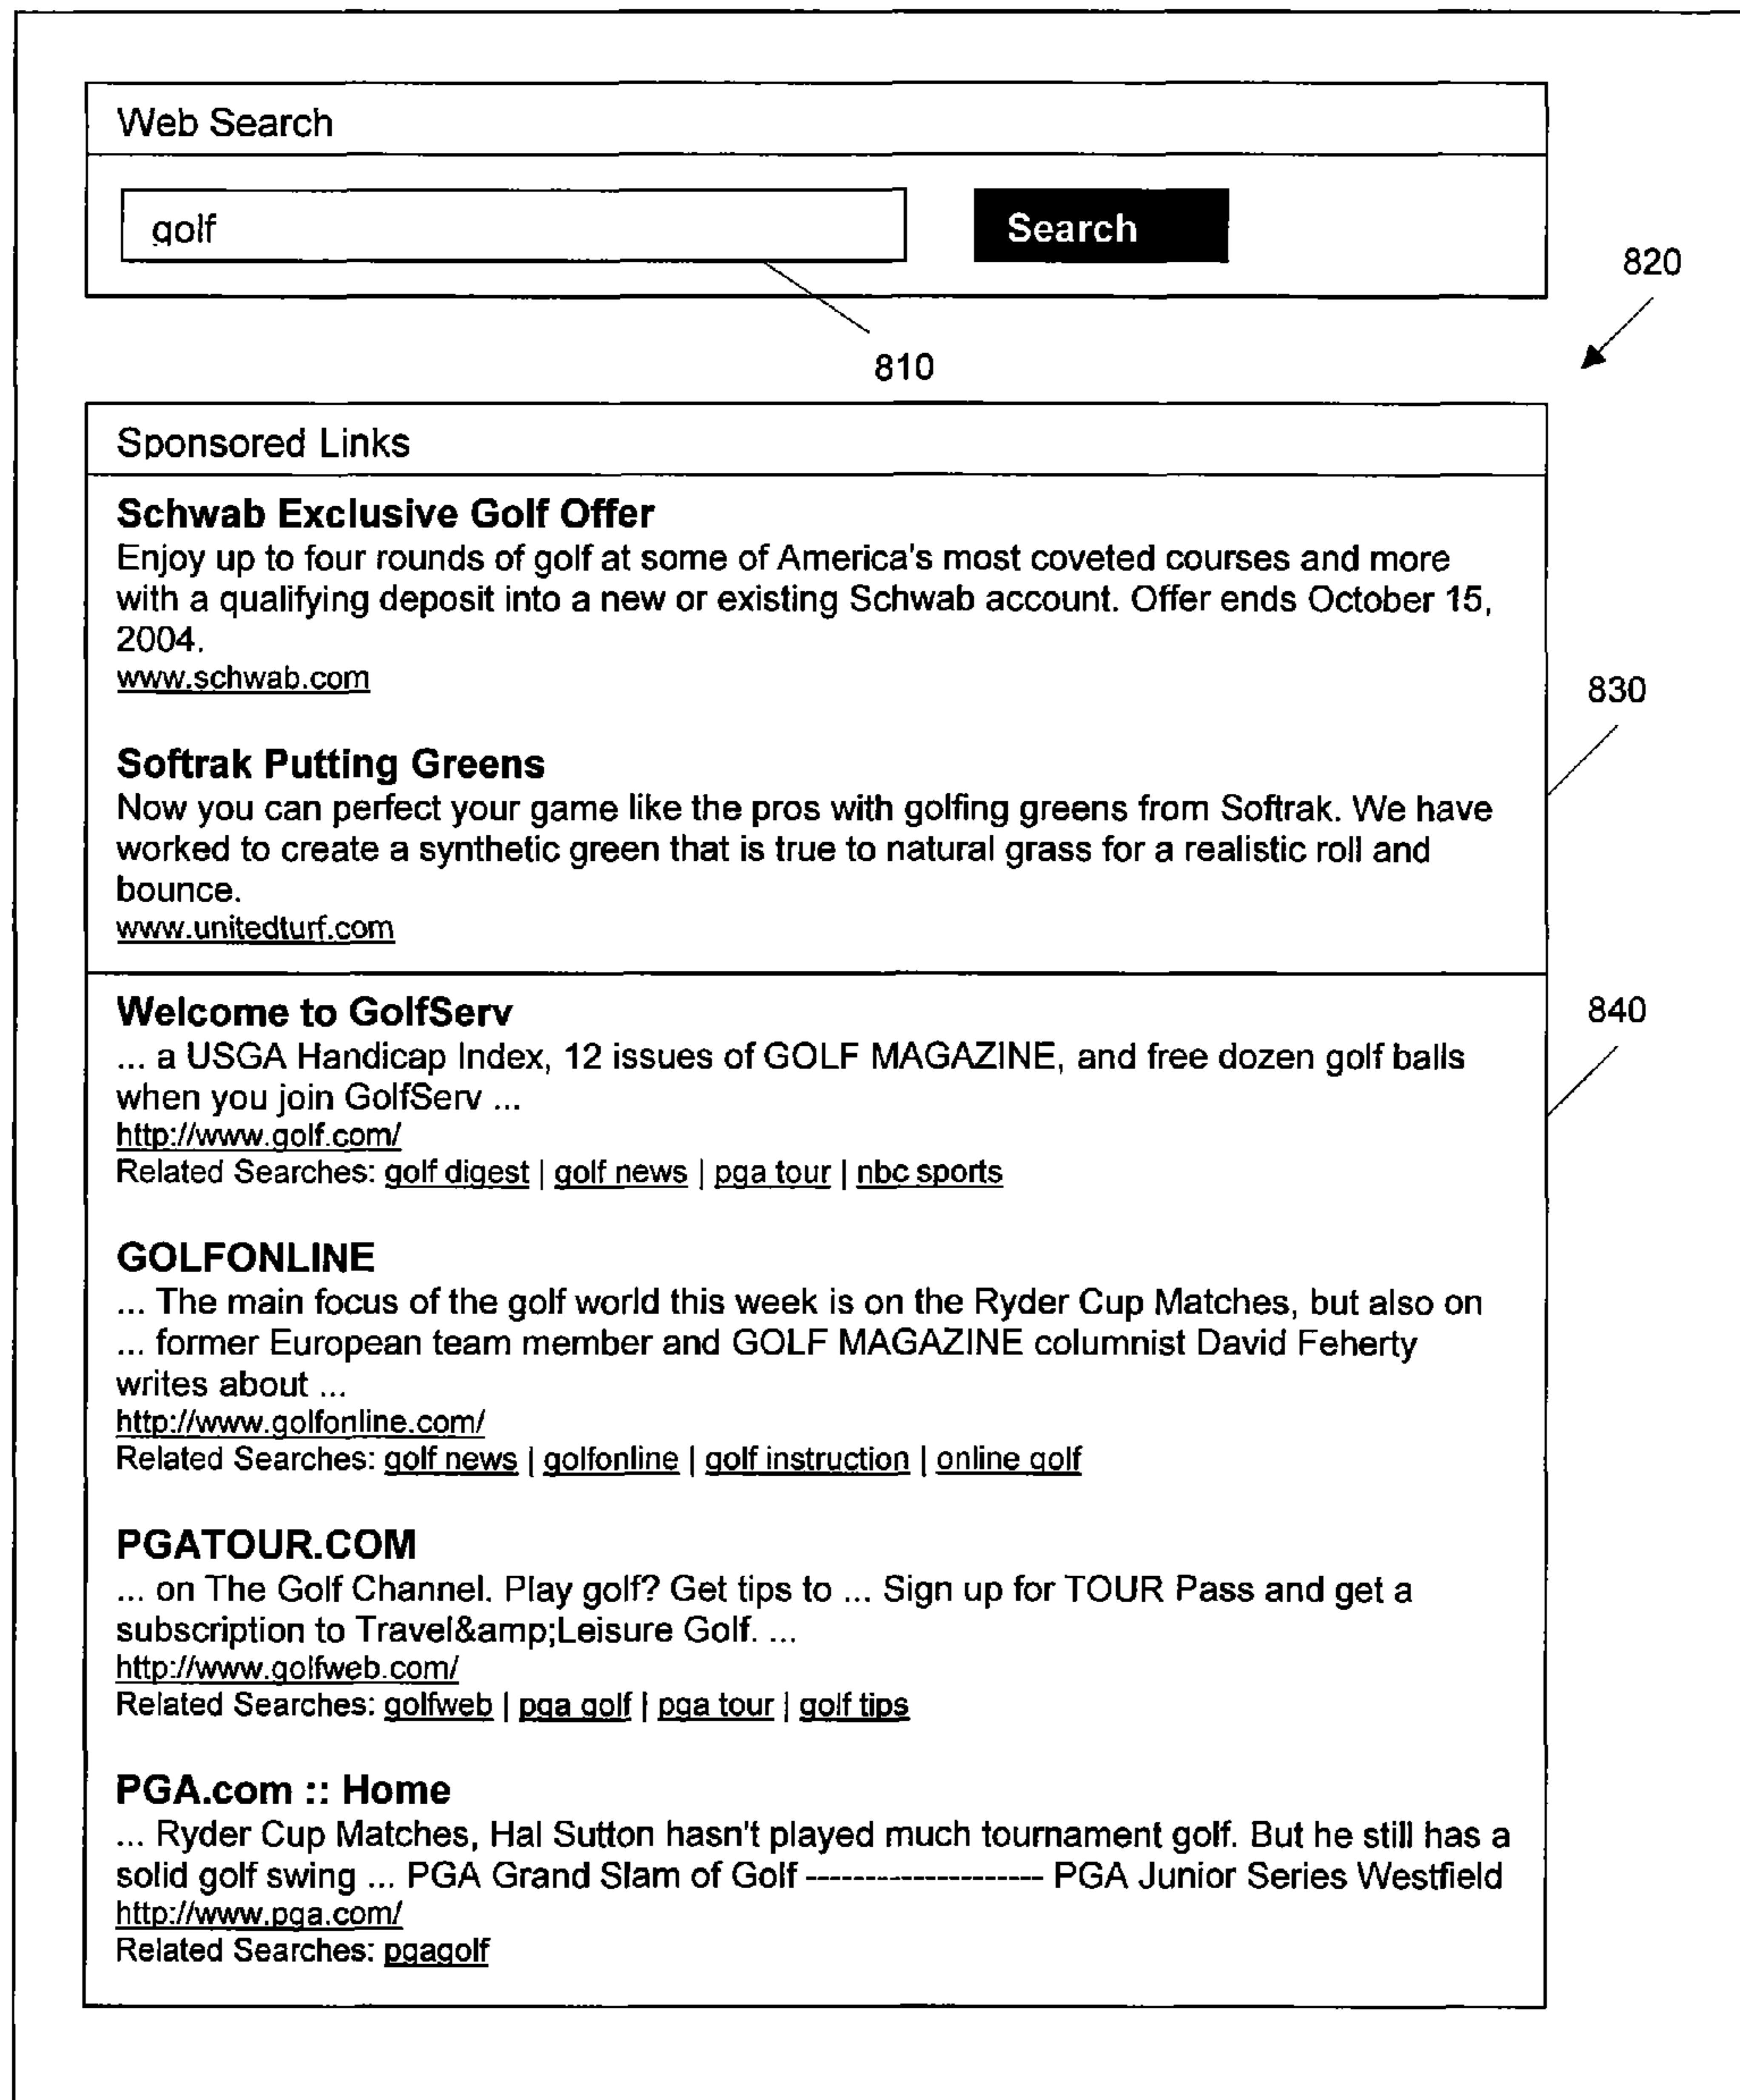 Web Search
golf
Search
820
810
Sponsored Links
Schwab Exclusive Golf Offer
Enjoy up to four rounds of golf at some of America's most coveted courses and more
with a qualifying deposit into a new or existing Schwab account. Offer ends October 15,
2004.
www.schwab.com
830
Softrak Putting Greens
Now you can perfect your game like the pros with golfing greens from Softrak. We have
worked to create a synthetic green that is true to natural grass for a realistic roll and
bounce.
www.unitedturf.com
Welcome to GolfServ
840
... a USGA Handicap Index, 12 issues of GOLF MAGAZINE, and free dozen golf balls
when you join GolfServ ...
http://www.golf.com/
Related Searches: golf digest | golf news | pga tour | nbc sports
GOLFONLINE
... The main focus of the golf world this week is on the Ryder Cup Matches, but also on
... former European team member and GOLF MAGAZINE columnist David Feherty
writes about ...
http://www.golfonline.com/
Related Searches: golf news | golfonline | golf instruction | online golf
PGATOUR.COM
... on The Golf Channel. Play golf? Get tips to ... Sign up for TOUR Pass and get a
subscription to Travel&amp;Leisure Golf. ...
http://www.golfweb.com/
Related Searches: golfweb | pga golf | pga tour | golf tips
PGA.com :: Home
... Ryder Cup Matches, Hal Sutton hasn't played much tournament golf. But he still has a
solid golf swing ... PGA Grand Slam of Golf -------------------- PGA Junior Series Westfield
http://www.pga.com/
Related Searches: pgagolf